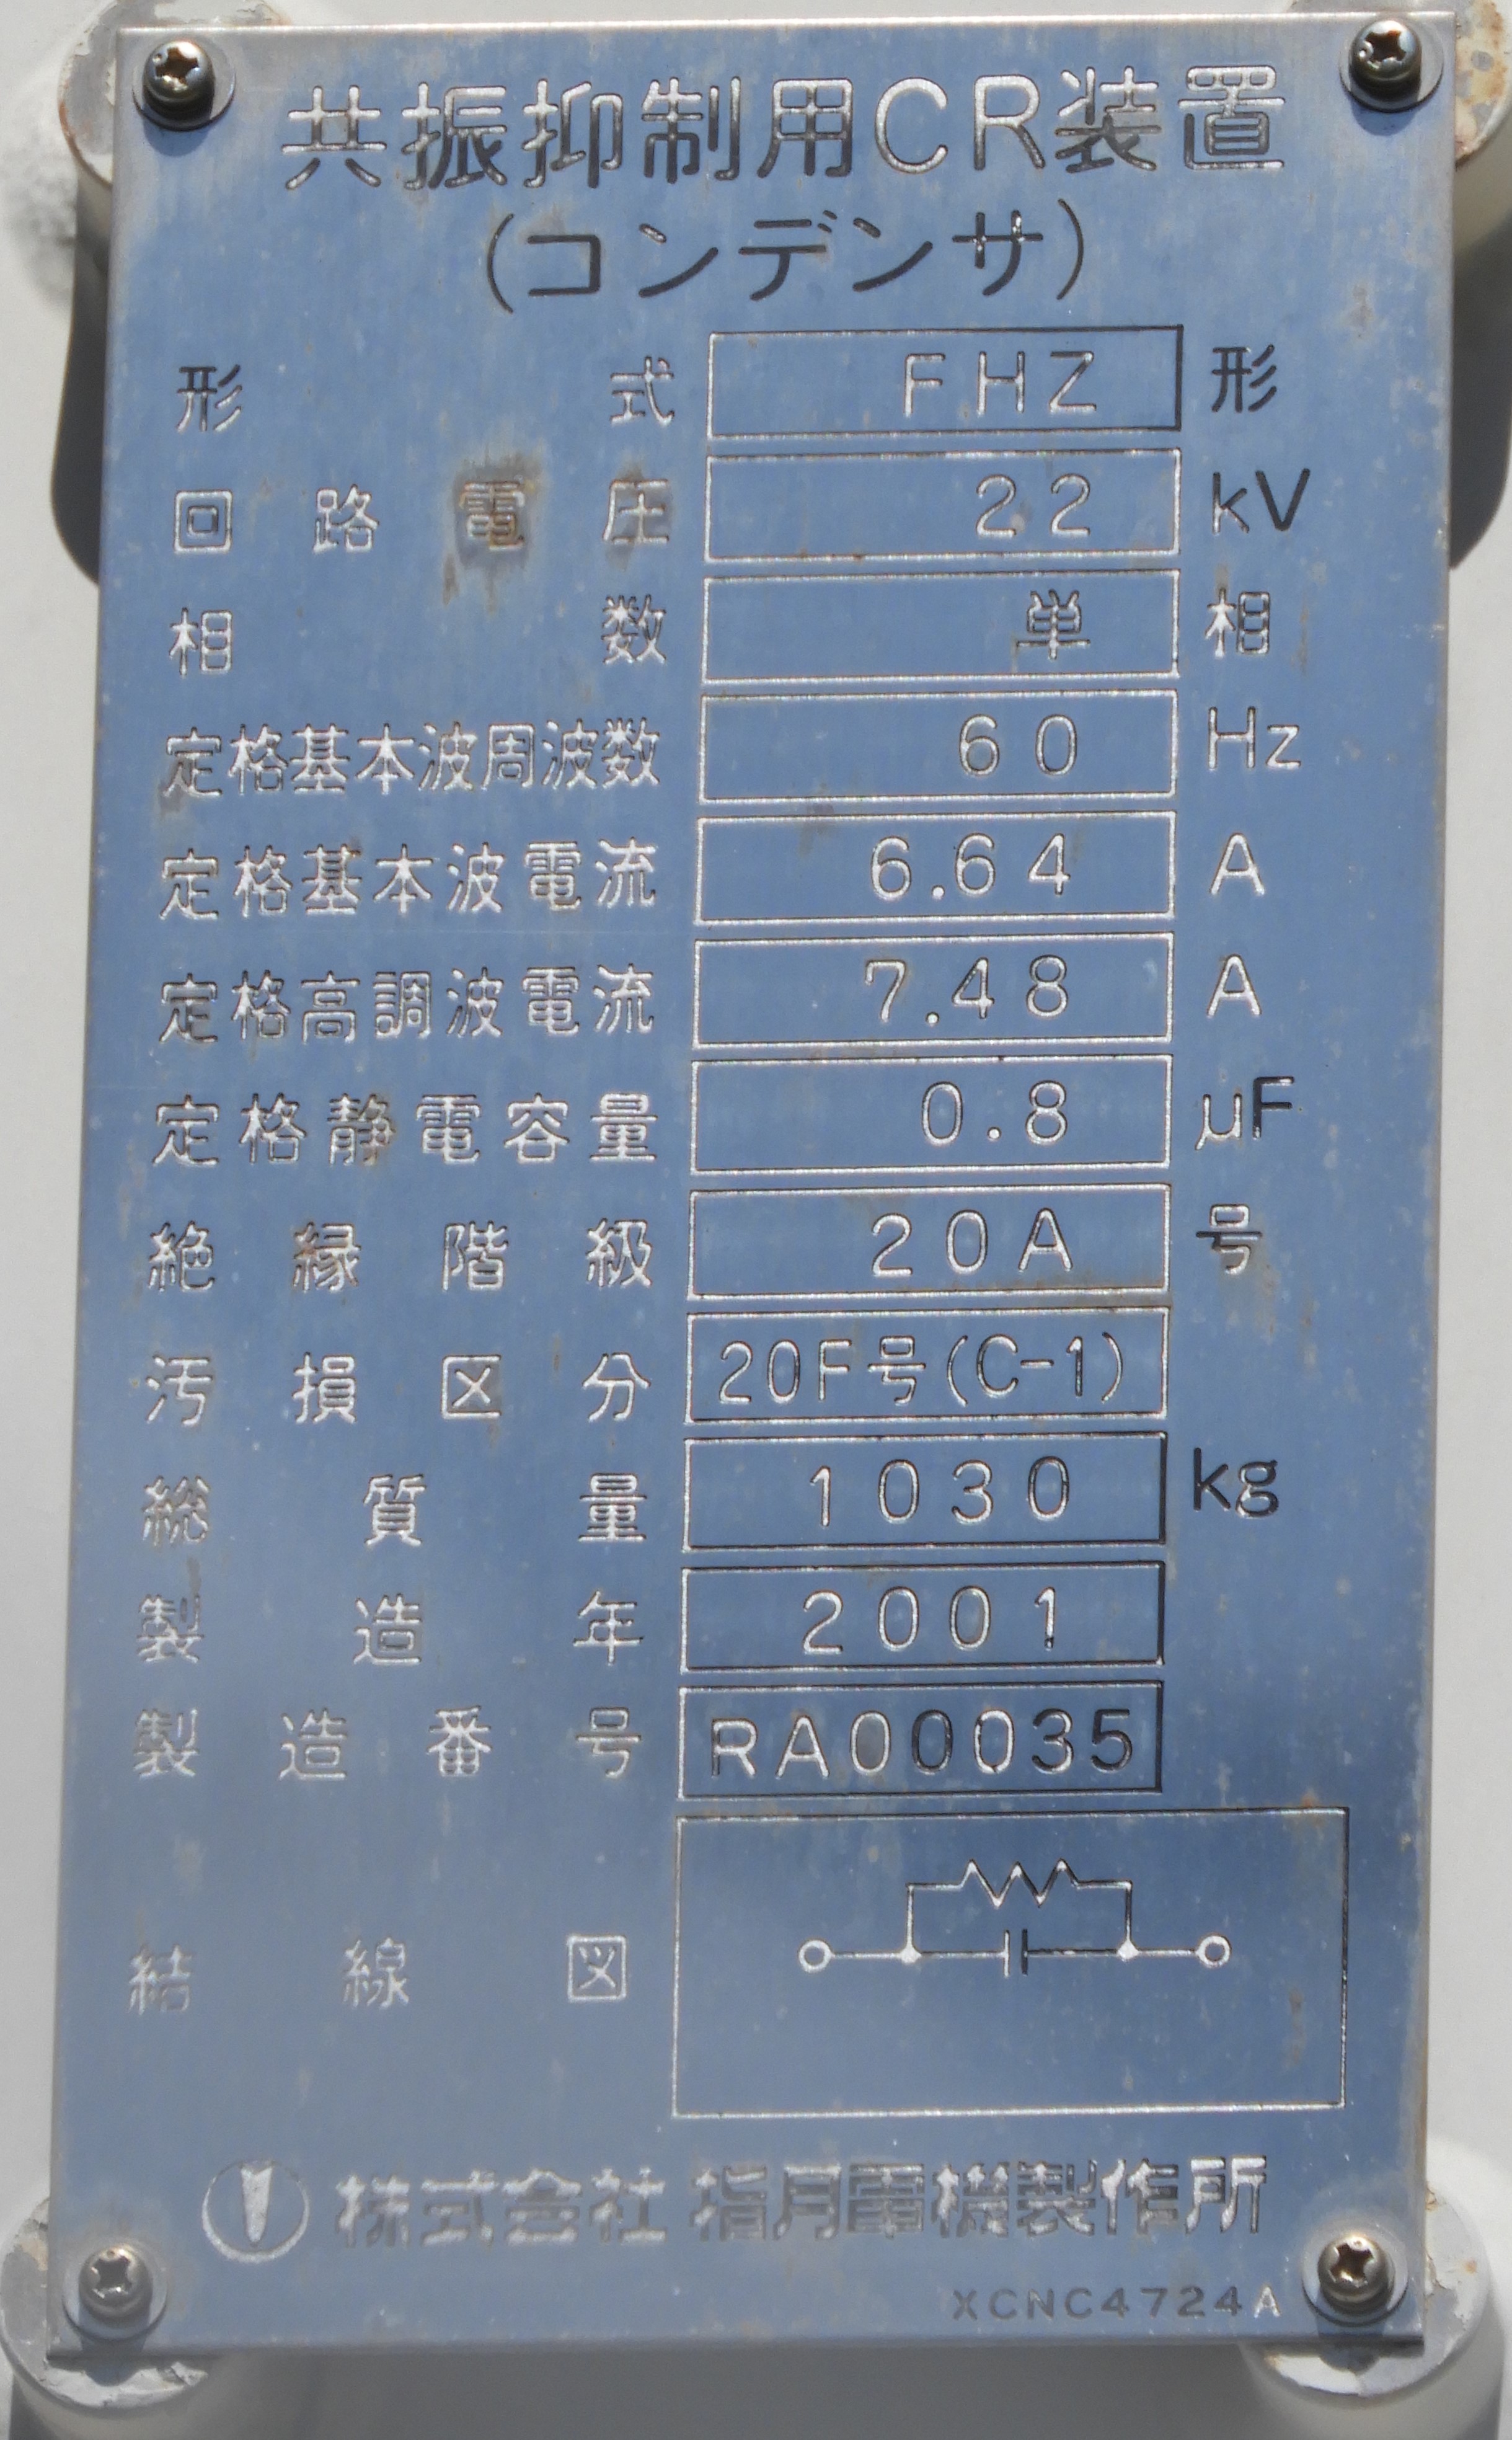 共振抑制用CR装置
(コンデンサ)
形式 FHZ 形
回路電圧 22 kV
相数 単 相
定格基本波周波数 60 Hz
定格基本波電流 6.64 A
定格高調波電流 7.48 A
定格静電容量 0.8 μF
絶縁階級 20A 号
汚損区分 20F号(C-1)
総質量 1030 kg
製造年 2001
製造番号 RA00035
結線図
株式会社 指月電機製作所
XCNC4724A